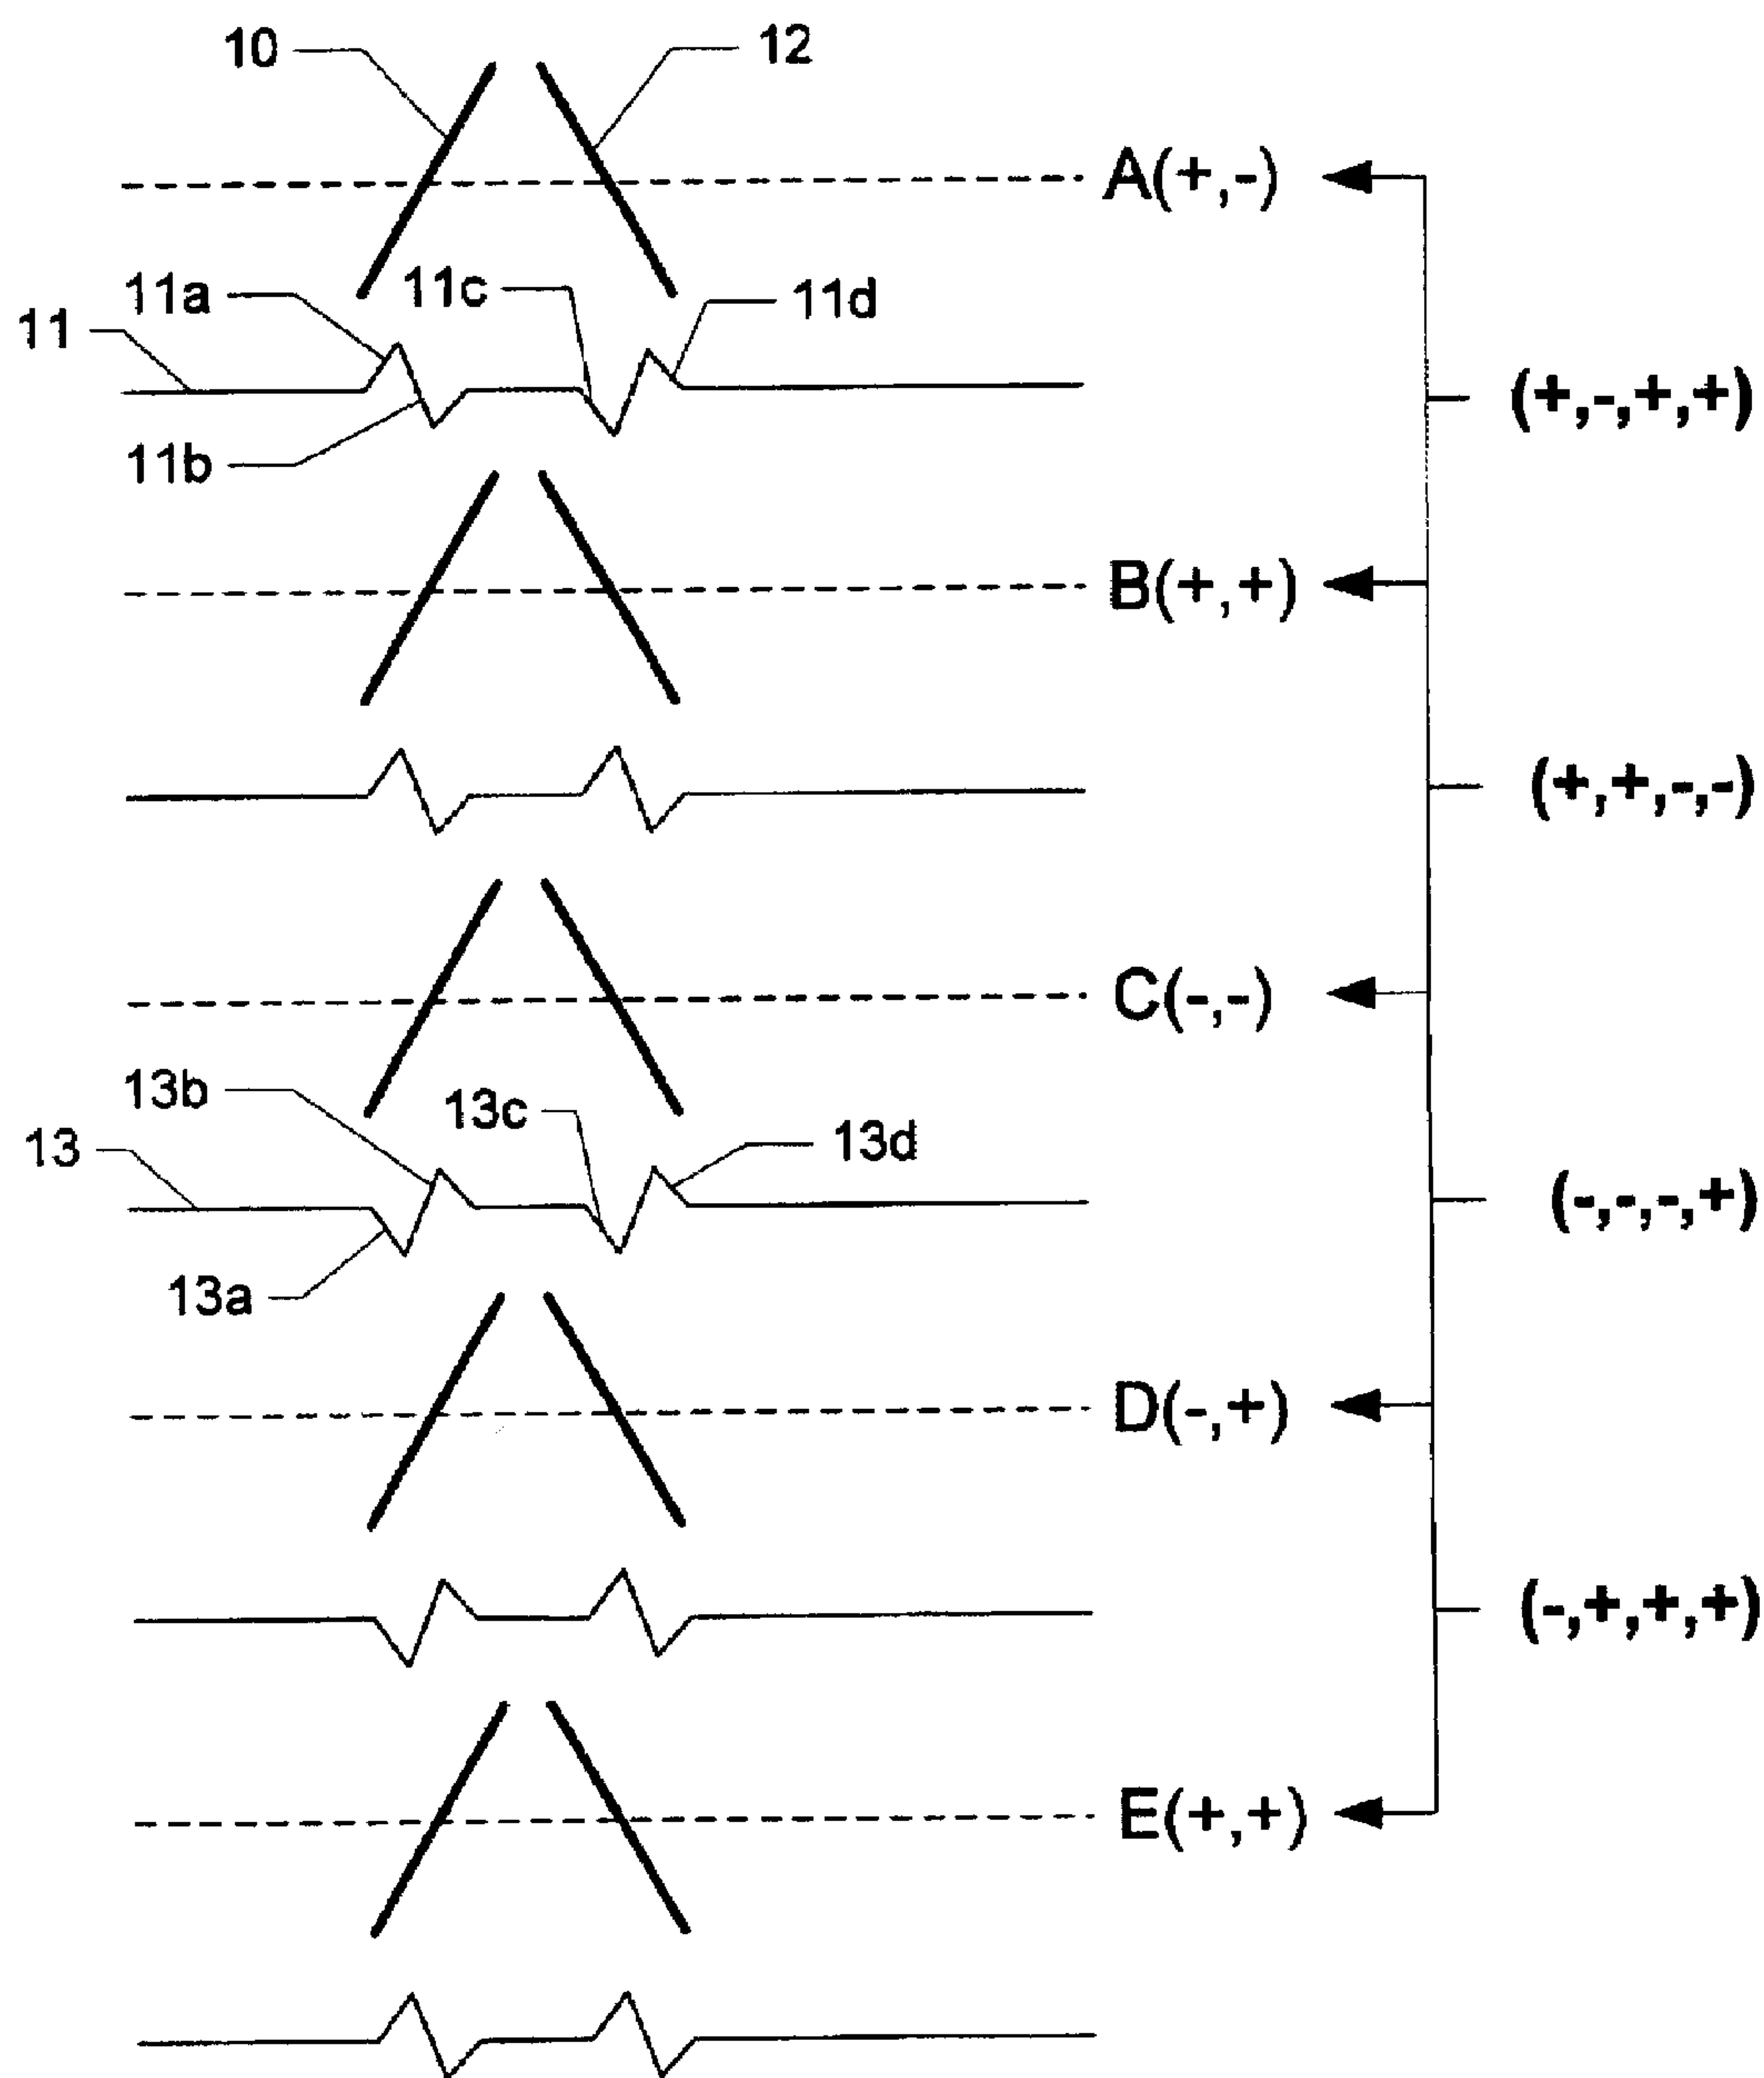 10 12
A(+,-)
11a 11c 11d
11
(+,-,+,+)
11b
B(+,+)
(+,+,-,-)
C(-,-)
13b 13c
13 13d
(-,-,-,+)
13a
D(-,+)
(-,+,+,+)
E(+,+)